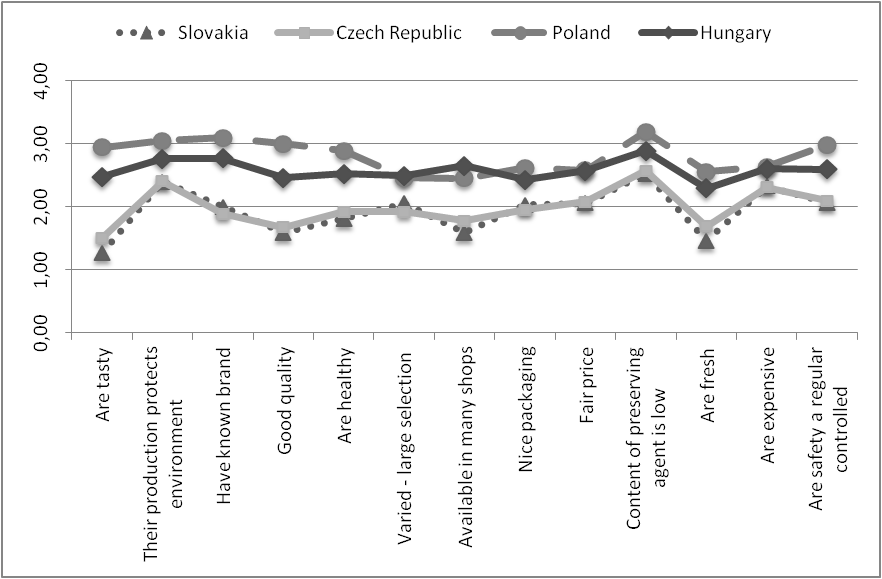 Slovakia Czech Republic Poland Hungary
4,00
3,00
2,00
1,00
0,00
Are tasty
Their production protects
environment
Have known brand
Good quality
Are healthy
Varied - large selection
Available in many shops
Nice packaging
Fair price
Content of preserving
agent is low
Are fresh
Are expensive
Are safety a regular
controlled